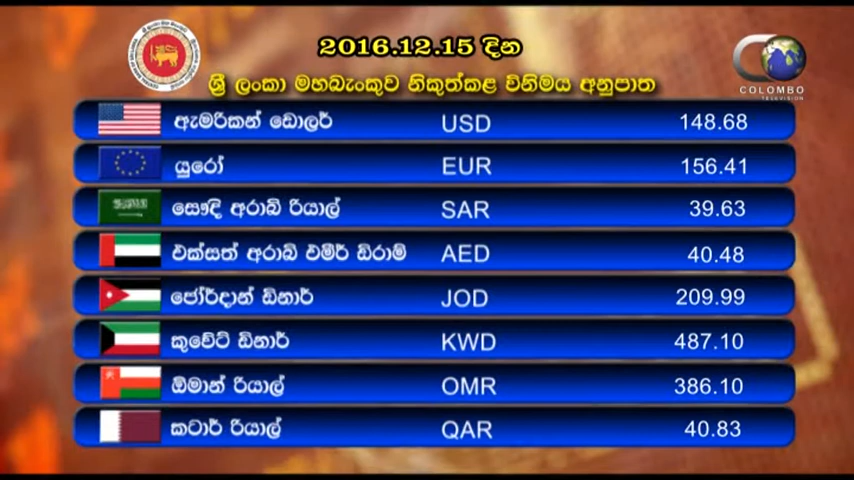 2016.12.15 දින
ශ්‍රී ලංකා මහබැංකුව නිකුත්කළ විනිමය අනුපාත
COLOMBO
TELEVISION
ඇමරිකන් ඩොලර් USD 148.68
යුරෝ EUR 156.41
සෞදි අරාබි රියාල් SAR 39.63
එක්සත් අරාබි එමීර් ඩිරාම් AED 40.48
ජෝර්දාන් ඩිනාර් JOD 209.99
කුවේට් ඩිනාර් KWD 487.10
ඕමාන් රියාල් OMR 386.10
කටාර් රියාල් QAR 40.83